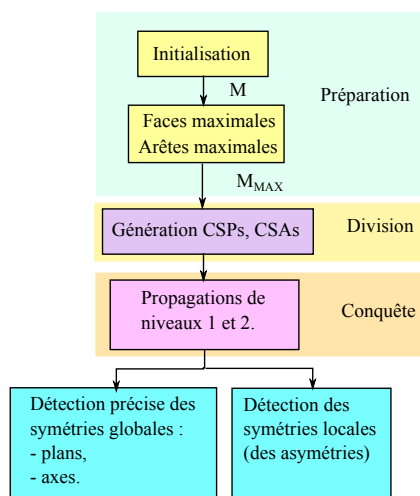 Initialisation
M
Préparation
Faces maximales
Arêtes maximales
M_MAX
Génération CSPs, CSAs
Division
Propagations de
niveaux 1 et 2.
Conquête
Détection précise des
symétries globales :
- plans,
- axes.
Détection des
symétries locales
(des asymétries)